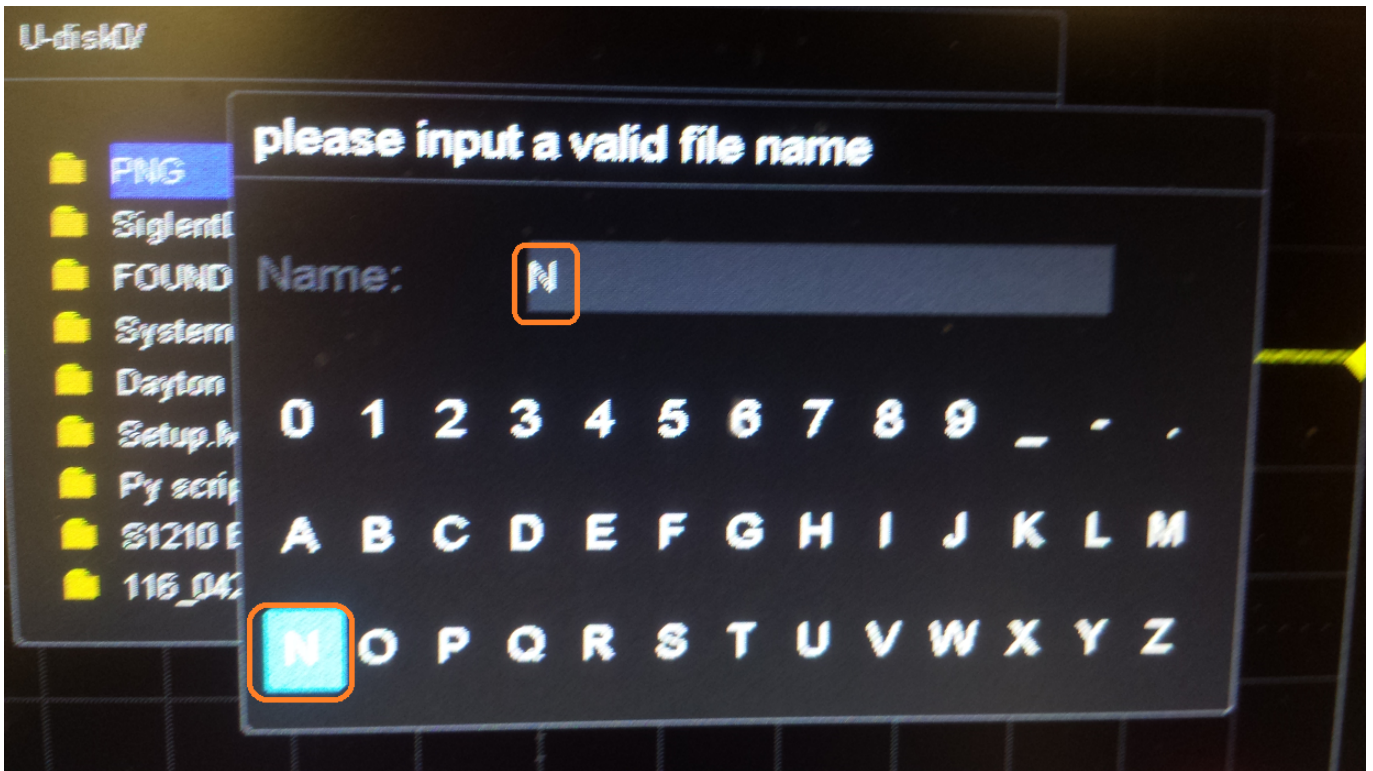 U-disk0/
please input a valid file name
PNG
Siglent
FOUND
Name:
N
System
Dayton
0 1 2 3 4 5 6 7 8 9 _ - .
Setup.
Py scrip
S1210 E
A B C D E F G H I J K L M
116_042
N O P Q R S T U V W X Y Z